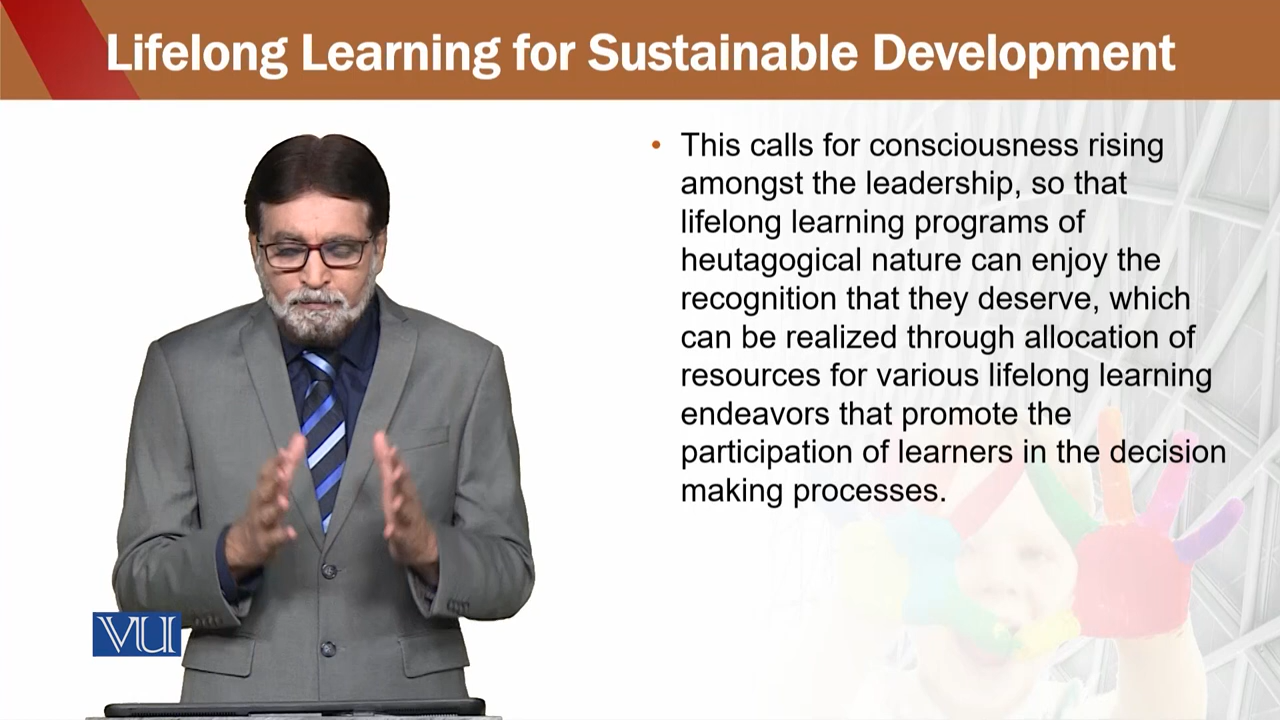 Lifelong Learning for Sustainable Development
• This calls for consciousness rising
amongst the leadership, so that
lifelong learning programs of
heutagogical nature can enjoy the
recognition that they deserve, which
can be realized through allocation of
resources for various lifelong learning
endeavors that promote the
participation of learners in the decision
making processes.
VU